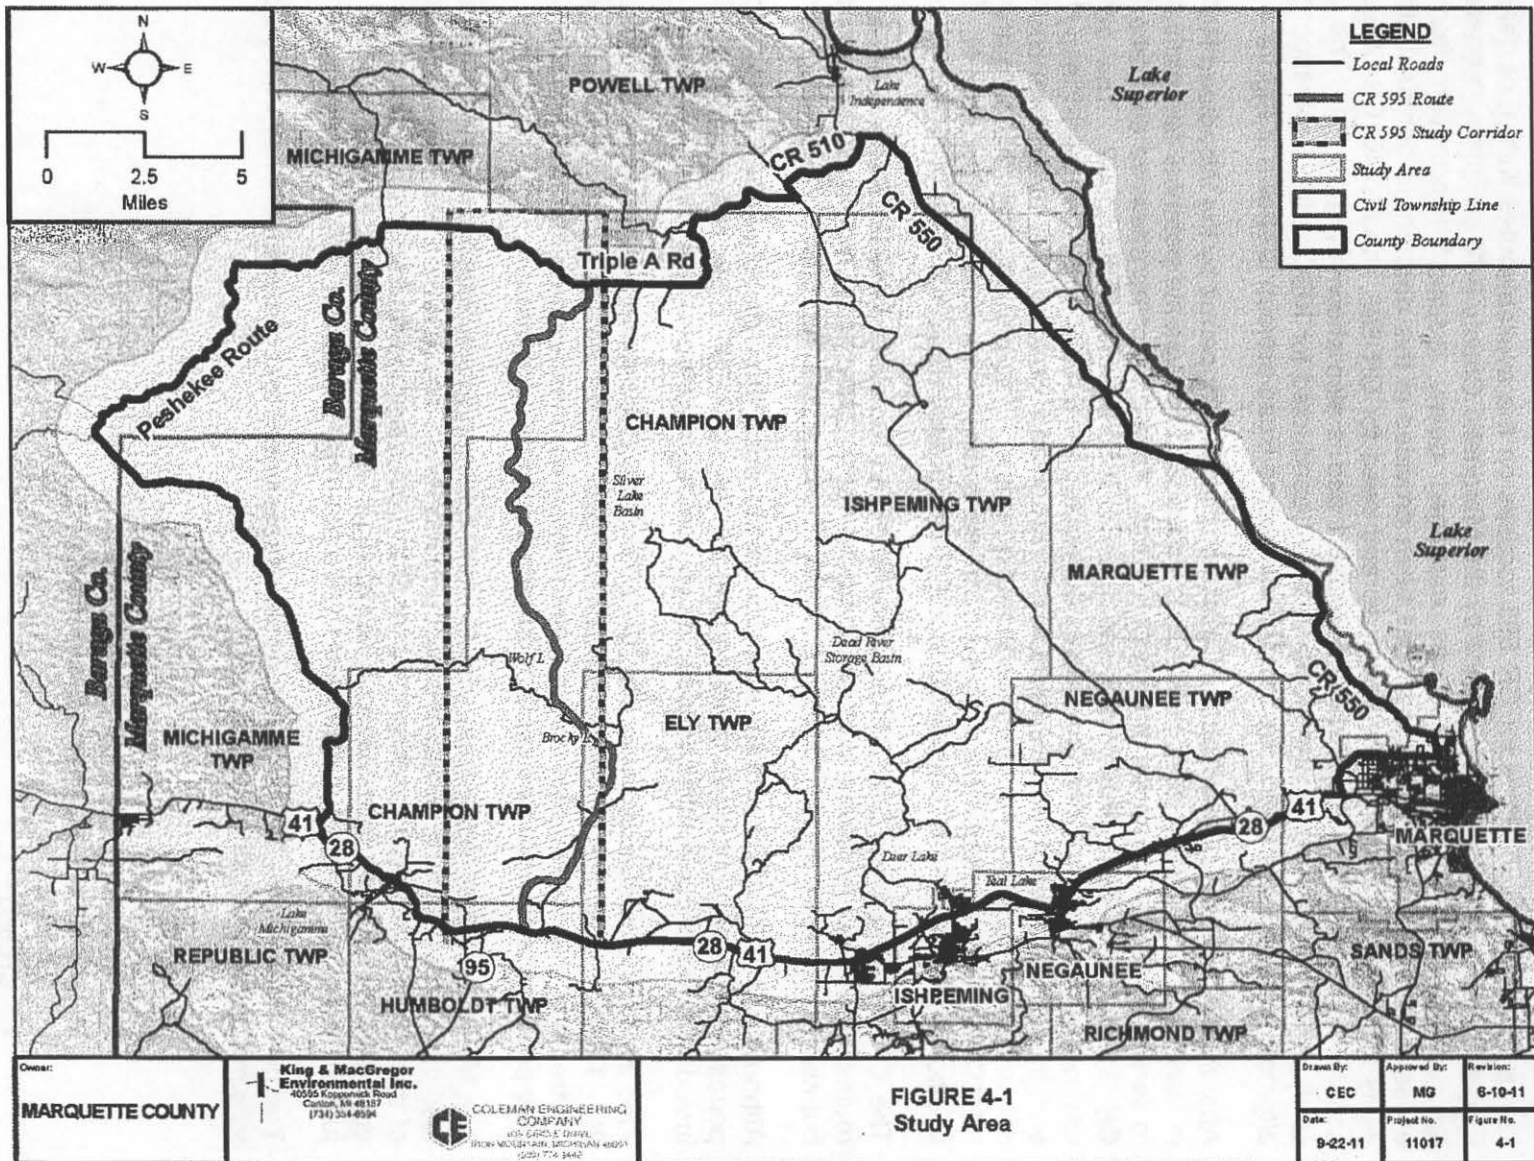 N
W E
S
0 2.5 5
Miles
LEGEND
Local Roads
CR 595 Route
CR 595 Study Corridor
Study Area
Civil Township Line
County Boundary
POWELL TWP
Lake
Independence
Lake
Superior
MICHIGAMME TWP
CR 510
CR 550
Triple A Rd
Baraga Co.
Marquette County
Peshekee Route
CHAMPION TWP
Silver
Lake
Basin
ISHPEMING TWP
Lake
Superior
MARQUETTE TWP
Baraga Co.
Marquette County
Dead River
Storage Basin
Wolf L
NEGAUNEE TWP
CR 550
ELY TWP
MICHIGAMME
TWP
Brocky L
CHAMPION TWP
41
28
28
41
MARQUETTE
Deer Lake
Teal Lake
Lake
Michigamme
REPUBLIC TWP
95
28
41
SANDS TWP
NEGAUNEE
ISHPEMING
HUMBOLDT TWP
RICHMOND TWP
Owner:
MARQUETTE COUNTY
King & MacGregor
Environmental Inc.
Canton, MI 48187
CE
COLEMAN ENGINEERING
COMPANY
FIGURE 4-1
Study Area
Drawn By:
CEC
Approved By:
MG
Revision:
6-10-11
Date:
9-22-11
Project No.
11017
Figure No.
4-1